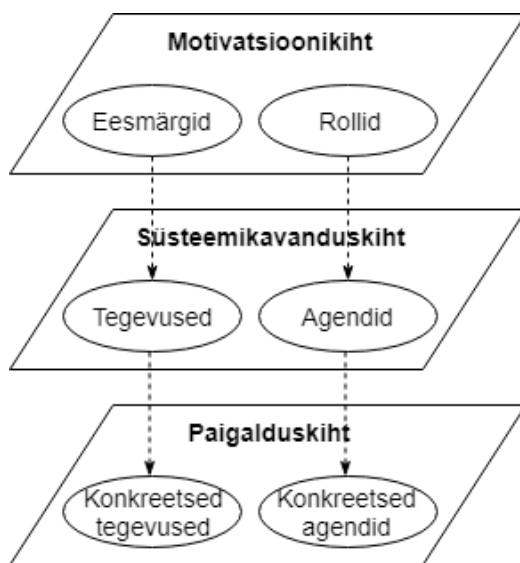 Motivatsioonikiht
Eesmärgid
Rollid
Süsteemikavanduskiht
Tegevused
Agendid
Paigalduskiht
Konkreetsed
tegevused
Konkreetsed
agendid